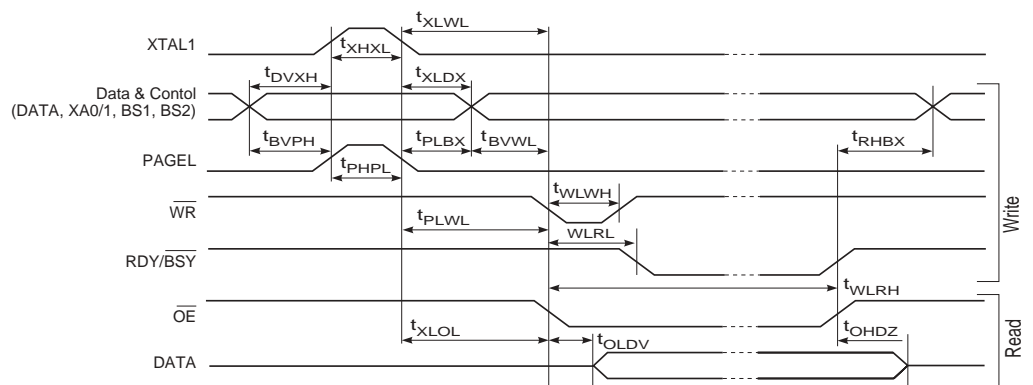 tXLWL
XTAL1
tXHXL
tDVXH
tXLDX
Data & Contol
(DATA, XA0/1, BS1, BS2)
tBVPH
tPLBX
tBVWL
tRHBX
PAGEL
tPHPL
tWLWH
WR
tPLWL
WLRL
RDY/BSY
Write
tWLRH
OE
tXLOL
tOHDZ
tOLDV
DATA
Read